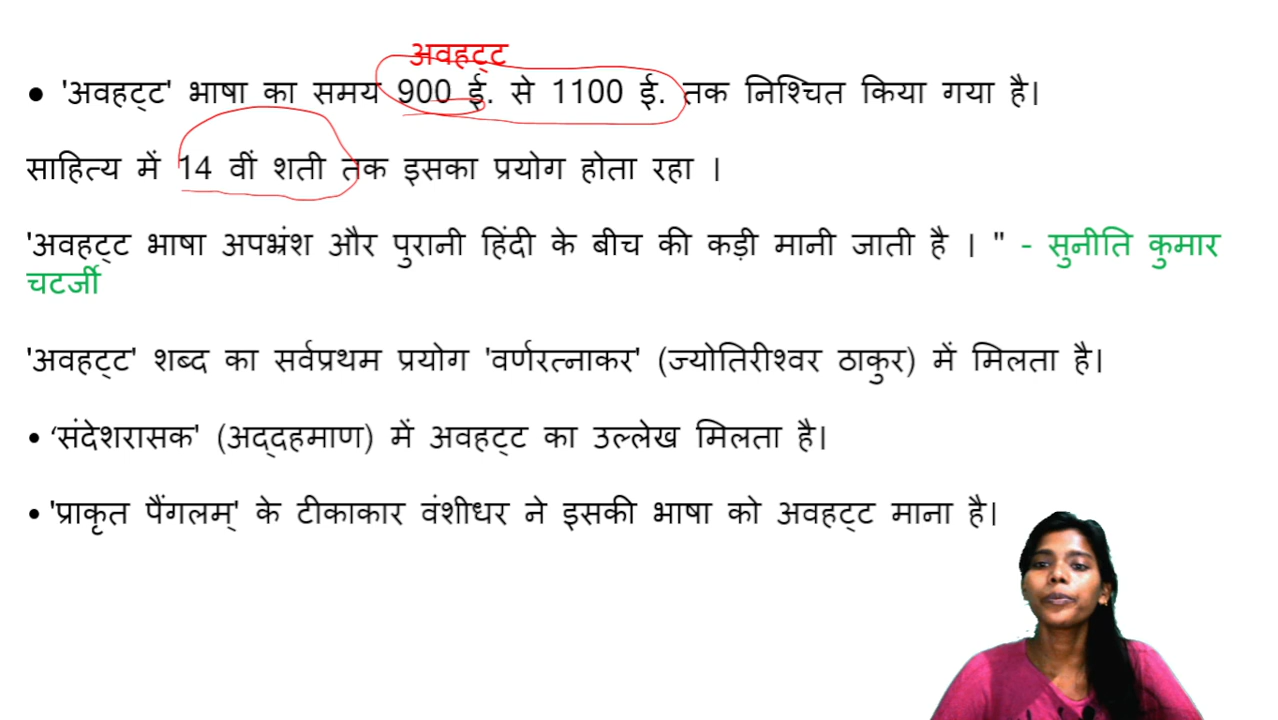 अवहट्ट
● 'अवहट्ट' भाषा का समय 900 ई. से 1100 ई. तक निश्चित किया गया है।
साहित्य में 14 वीं शती तक इसका प्रयोग होता रहा ।
'अवहट्ट भाषा अपभ्रंश और पुरानी हिंदी के बीच की कड़ी मानी जाती है । " - सुनीति कुमार
चटर्जी
'अवहट्ट' शब्द का सर्वप्रथम प्रयोग 'वर्णरत्नाकर' (ज्योतिरीश्वर ठाकुर) में मिलता है।
• ‘संदेशरासक' (अद्दहमाण) में अवहट्ट का उल्लेख मिलता है।
• 'प्राकृत पैंगलम्' के टीकाकार वंशीधर ने इसकी भाषा को अवहट्ट माना है।